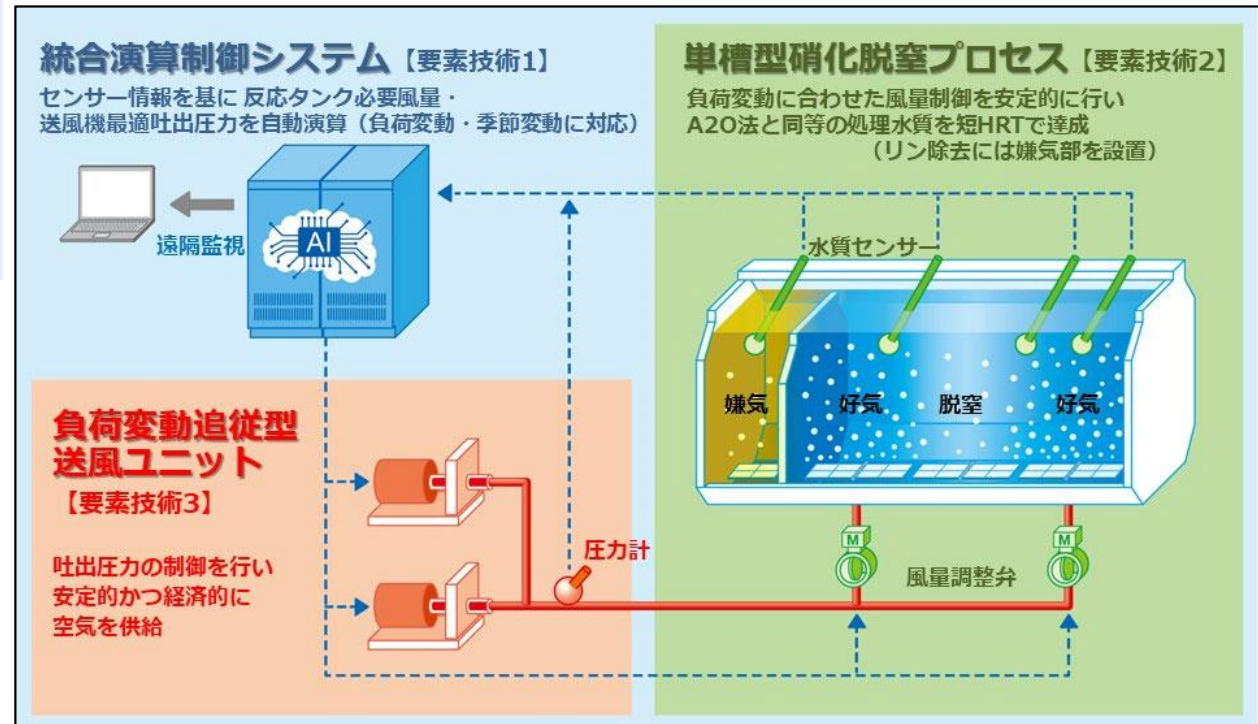 統合演算制御システム【要素技術1】
センサー情報を基に 反応タンク必要風量・
送風機最適吐出圧力を自動演算（負荷変動・季節変動に対応）
遠隔監視
AI
単槽型硝化脱窒プロセス【要素技術2】
負荷変動に合わせた風量制御を安定的に行い
A2O法と同等の処理水質を短HRTで達成
（リン除去には嫌気部を設置）
水質センサー
嫌気
好気
脱窒
好気
M
M
風量調整弁
負荷変動追従型
送風ユニット
【要素技術3】
吐出圧力の制御を行い
安定的かつ経済的に
空気を供給
圧力計